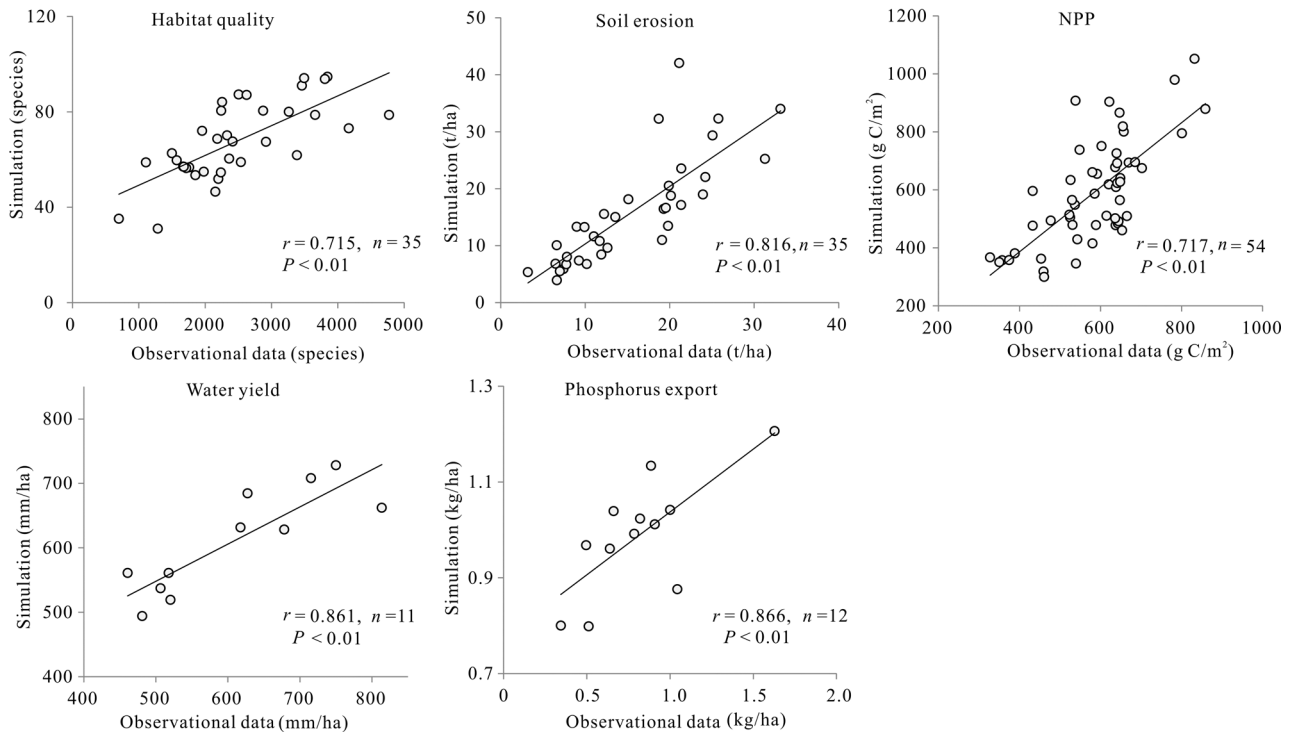 Habitat quality
Simulation (species)
120
80
40
0
0 1000 2000 3000 4000 5000
Observational data (species)
r = 0.715, n = 35
P < 0.01
Soil erosion
Simulation (t/ha)
50
40
30
20
10
0
0 10 20 30 40
Observational data (t/ha)
r = 0.816, n = 35
P < 0.01
NPP
Simulation (g C/m²)
1200
1000
800
600
400
200
200 400 600 800 1000
Observational data (g C/m²)
r = 0.717, n = 54
P < 0.01
Water yield
Simulation (mm/ha)
800
700
600
500
400
400 500 600 700 800
Observational data (mm/ha)
r = 0.861, n =11
P < 0.01
Phosphorus export
Simulation (kg/ha)
1.3
1.1
0.9
0.7
0 0.5 1.0 1.5 2.0
Observational data (kg/ha)
r = 0.866, n =12
P < 0.01